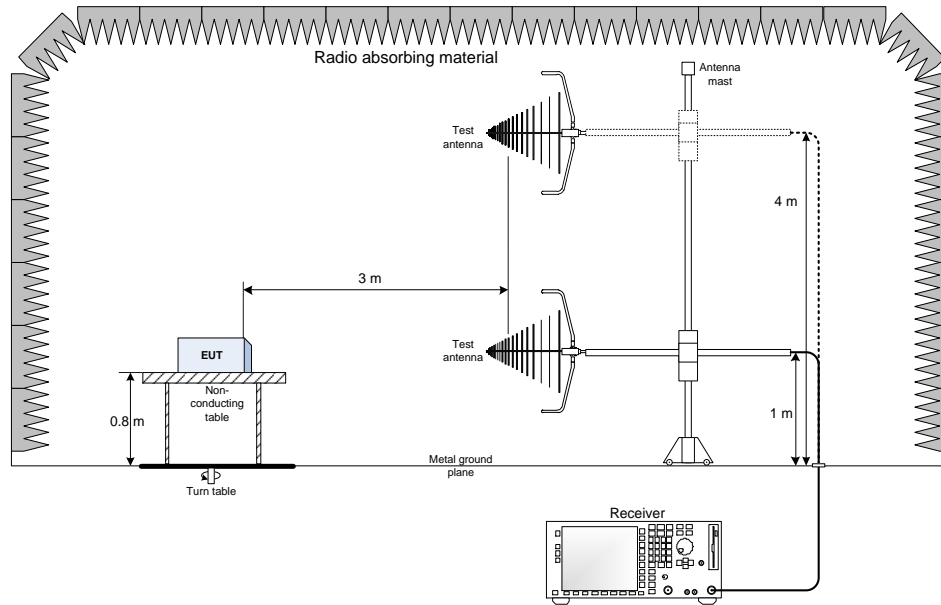 Radio absorbing material
Antenna
mast
Test
antenna
4 m
3 m
Test
antenna
EUT
Non-
conducting
table
0.8 m
1 m
Metal ground
plane
Turn table
Receiver